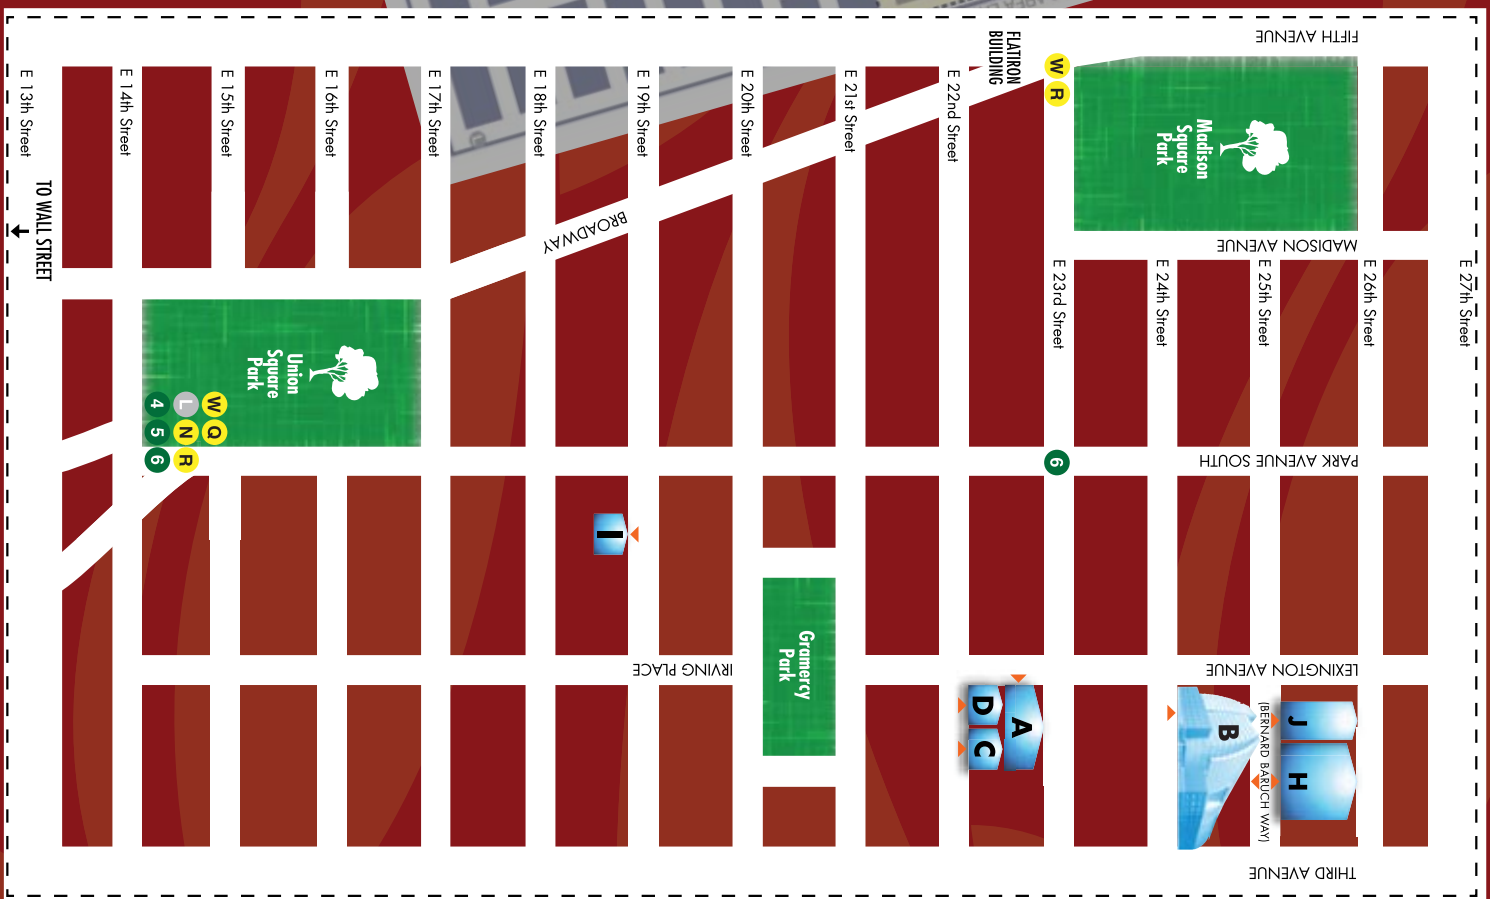 FIFTH AVENUE
FLATIRON
BUILDING
W
R
E 13th Street
E 14th Street
E 15th Street
E 16th Street
E 17th Street
E 18th Street
E 19th Street
E 20th Street
E 21st Street
E 22nd Street
Madison
Square
Park
TO WALL STREET
BROADWAY
MADISON AVENUE
E 23rd Street
E 24th Street
E 25th Street
E 26th Street
E 27th Street
Union
Square
Park
W Q
L N R
4 5 6
6
PARK AVENUE SOUTH
I
Gramercy
Park
IRVING PLACE
LEXINGTON AVENUE
A
D
C
B
(BERNARD BARUCH WAY)
J
H
THIRD AVENUE